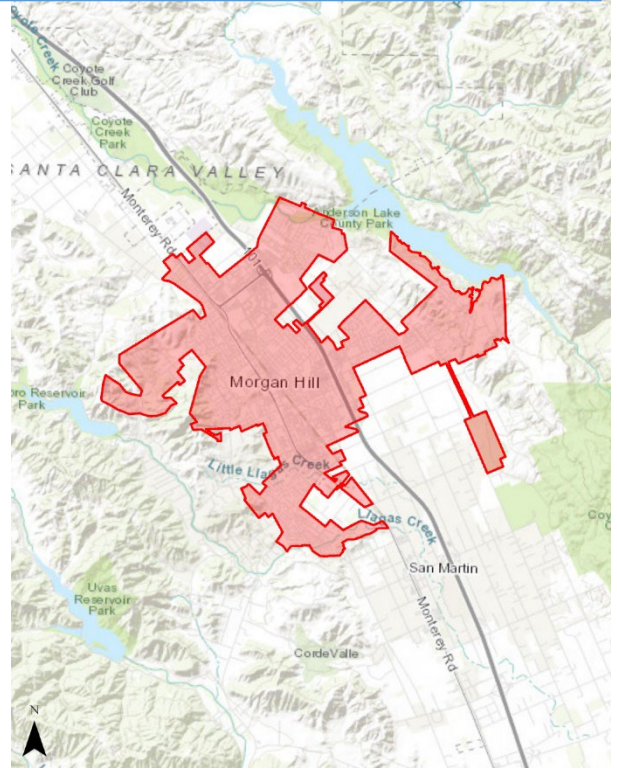 Coyote Creek
Coyote
Creek Golf
Club
Coyote
Creek
Park
SANTA CLARA VALLEY
Monterey-Rd
Anderson Lake
County Park
101
Morgan Hill
Reservoir
Park
Little Llagas Creek
Llagas Creek
San Martin
Uvas
Reservoir
Park
Monterey-Rd
CordeValle
N